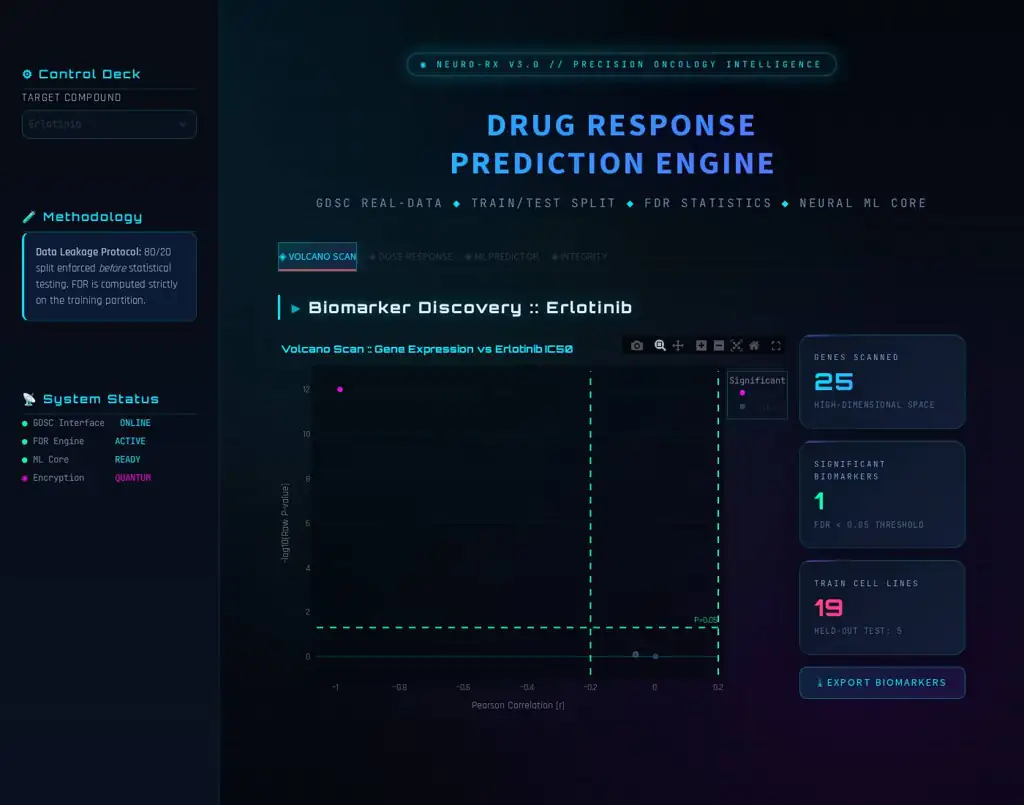 Control Deck
TARGET COMPOUND
Erlotinib
Methodology
Data Leakage Protocol: 80/20
split enforced before statistical
testing. FDR is computed strictly
on the training partition.
System Status
GDSC Interface ONLINE
FDR Engine ACTIVE
ML Core READY
Encryption QUANTUM
NEURO-RX V3.0 // PRECISION ONCOLOGY INTELLIGENCE
DRUG RESPONSE
PREDICTION ENGINE
GDSC REAL-DATA ◆ TRAIN/TEST SPLIT ◆ FDR STATISTICS ◆ NEURAL ML CORE
◈ VOLCANO SCAN ◈ DOSE RESPONSE ◈ ML PREDICTOR ◈ INTEGRITY
▶ Biomarker Discovery :: Erlotinib
Volcano Scan :: Gene Expression vs Erlotinib IC50
Significant
12
10
8
6
4
2
0
-log10(Raw P-value)
P=0.05
−1 −0.8 −0.6 −0.4 −0.2 0 0.2
Pearson Correlation (r)
GENES SCANNED
25
HIGH-DIMENSIONAL SPACE
SIGNIFICANT
BIOMARKERS
1
FDR < 0.05 THRESHOLD
TRAIN CELL LINES
19
HELD-OUT TEST: 5
EXPORT BIOMARKERS